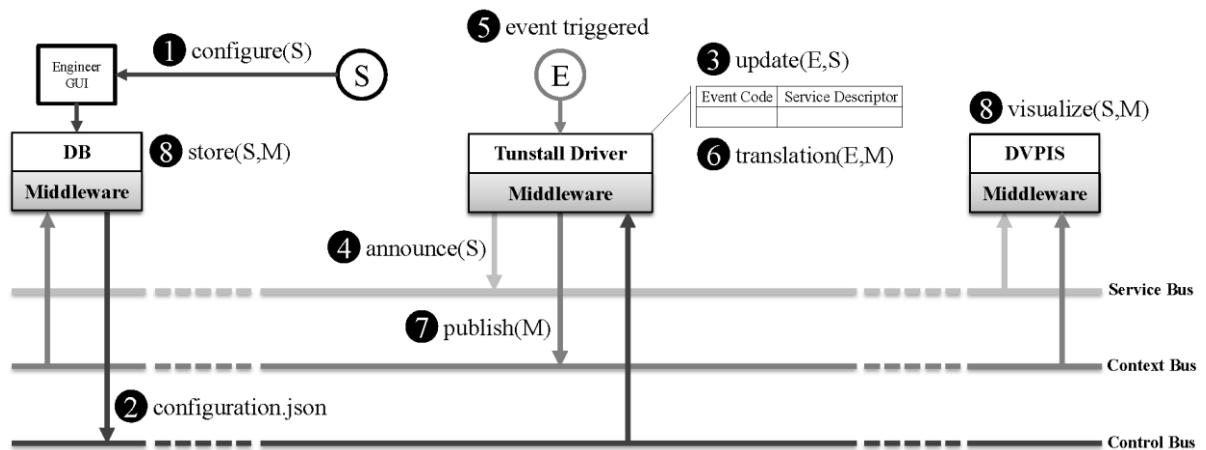 5 event triggered
1 configure(S)
Engineer
GUI
S
E
3 update(E,S)
Event Code Service Descriptor
8 visualize(S,M)
DB
8 store(S,M)
Tunstall Driver
6 translation(E,M)
DVPIS
Middleware
Middleware
Middleware
4 announce(S)
Service Bus
7 publish(M)
Context Bus
2 configuration.json
Control Bus